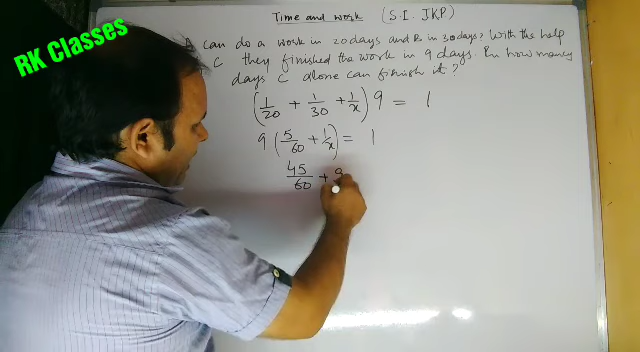 RK Classes
Time and work (S.I. JKP)
A can do a work in 20 days and B in 30 days. With the help
C they finished the work in 9 days. In how many
days C alone can finish it?
(1/20 + 1/30 + 1/x) 9 = 1
9 (5/60 + 1/x) = 1
45/60 + 9